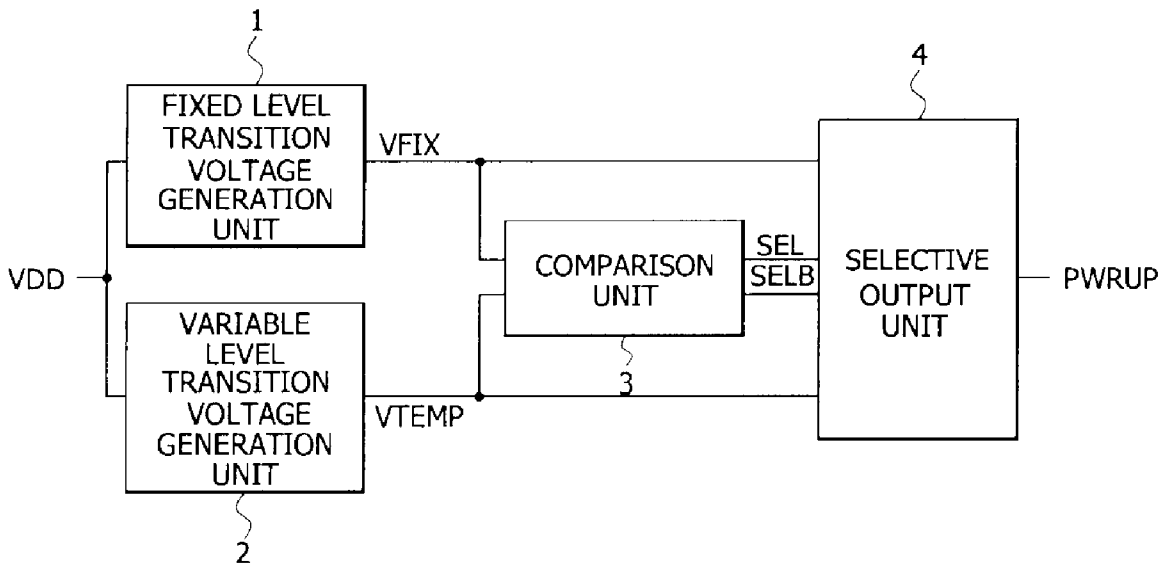 1
FIXED LEVEL
TRANSITION
VOLTAGE
GENERATION
UNIT
VFIX
4
VDD
COMPARISON
UNIT
3
SEL
SELB
SELECTIVE
OUTPUT
UNIT
PWRUP
VARIABLE
LEVEL
TRANSITION
VOLTAGE
GENERATION
UNIT
VTEMP
2